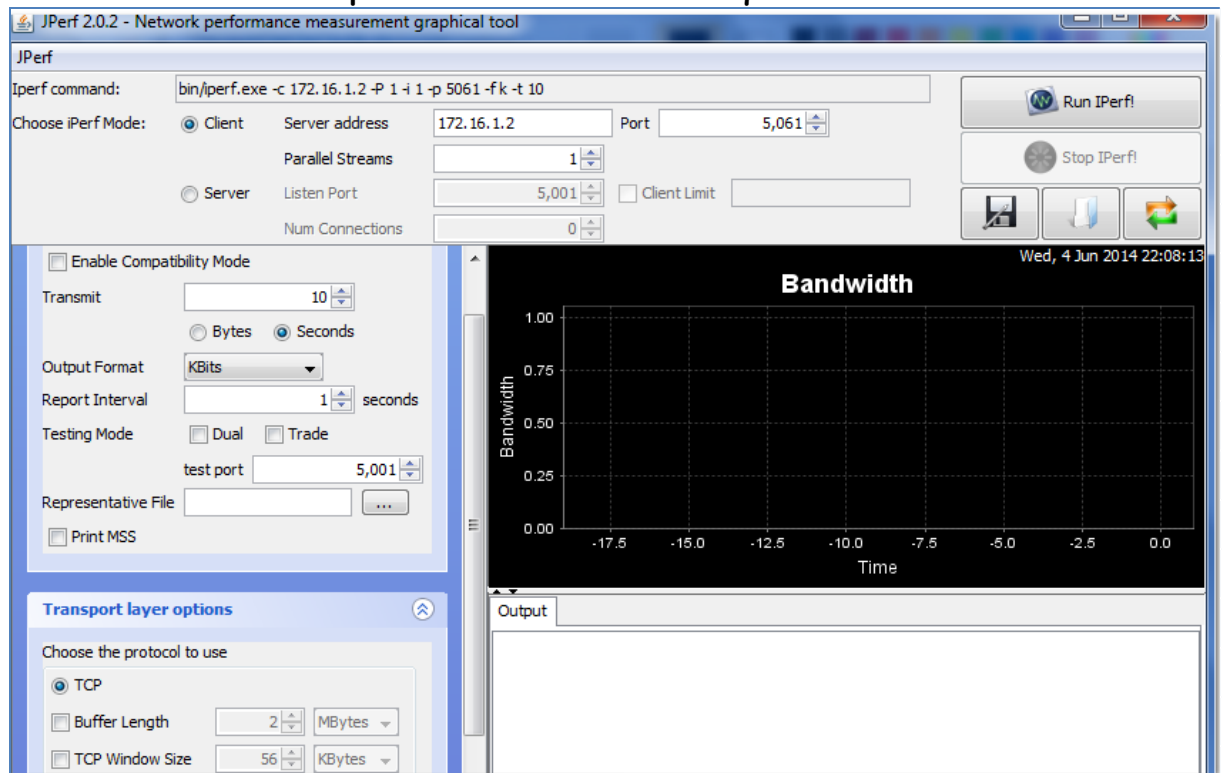 JPerf 2.0.2 - Network performance measurement graphical tool
JPerf
Iperf command: bin/iperf.exe -c 172.16.1.2 -P 1 -i 1 -p 5061 -f k -t 10
Run IPerf!
Choose iPerf Mode: Client Server address 172.16.1.2 Port 5,061
Parallel Streams 1
Stop IPerf!
Server Listen Port 5,001 Client Limit
Num Connections 0
Enable Compatibility Mode
Transmit 10
Bytes Seconds
Output Format KBits
Report Interval 1 seconds
Testing Mode Dual Trade
test port 5,001
Representative File ...
Print MSS
Transport layer options
Choose the protocol to use
TCP
Buffer Length 2 MBytes
TCP Window Size 56 KBytes
Wed, 4 Jun 2014 22:08:13
Bandwidth
1.00
0.75
0.50
0.25
0.00
Bandwidth
-17.5 -15.0 -12.5 -10.0 -7.5 -5.0 -2.5 0.0
Time
Output